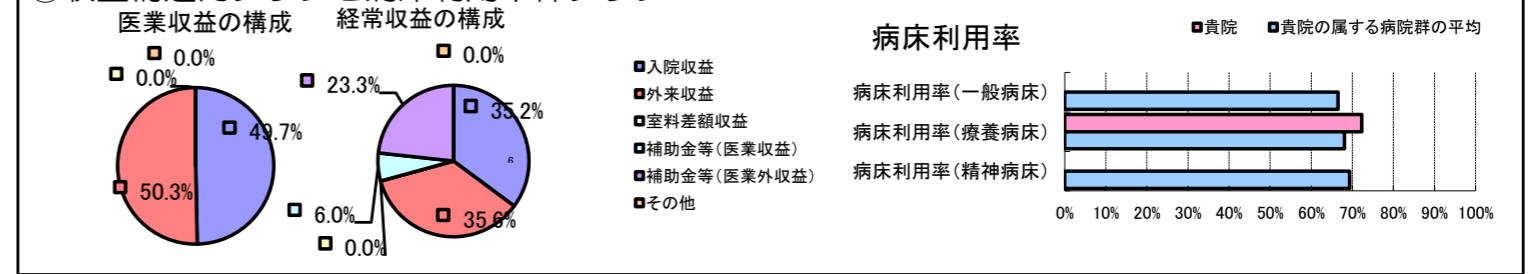 医業収益の構成
0.0%
0.0%
49.7%
50.3%
経常収益の構成
0.0%
23.3%
35.2%
6.0%
35.6%
0.0%
入院収益
外来収益
室料差額収益
補助金等(医業収益)
補助金等(医業外収益)
その他
病床利用率
貴院 貴院の属する病院群の平均
病床利用率(一般病床)
病床利用率(療養病床)
病床利用率(精神病床)
0% 10% 20% 30% 40% 50% 60% 70% 80% 90% 100%